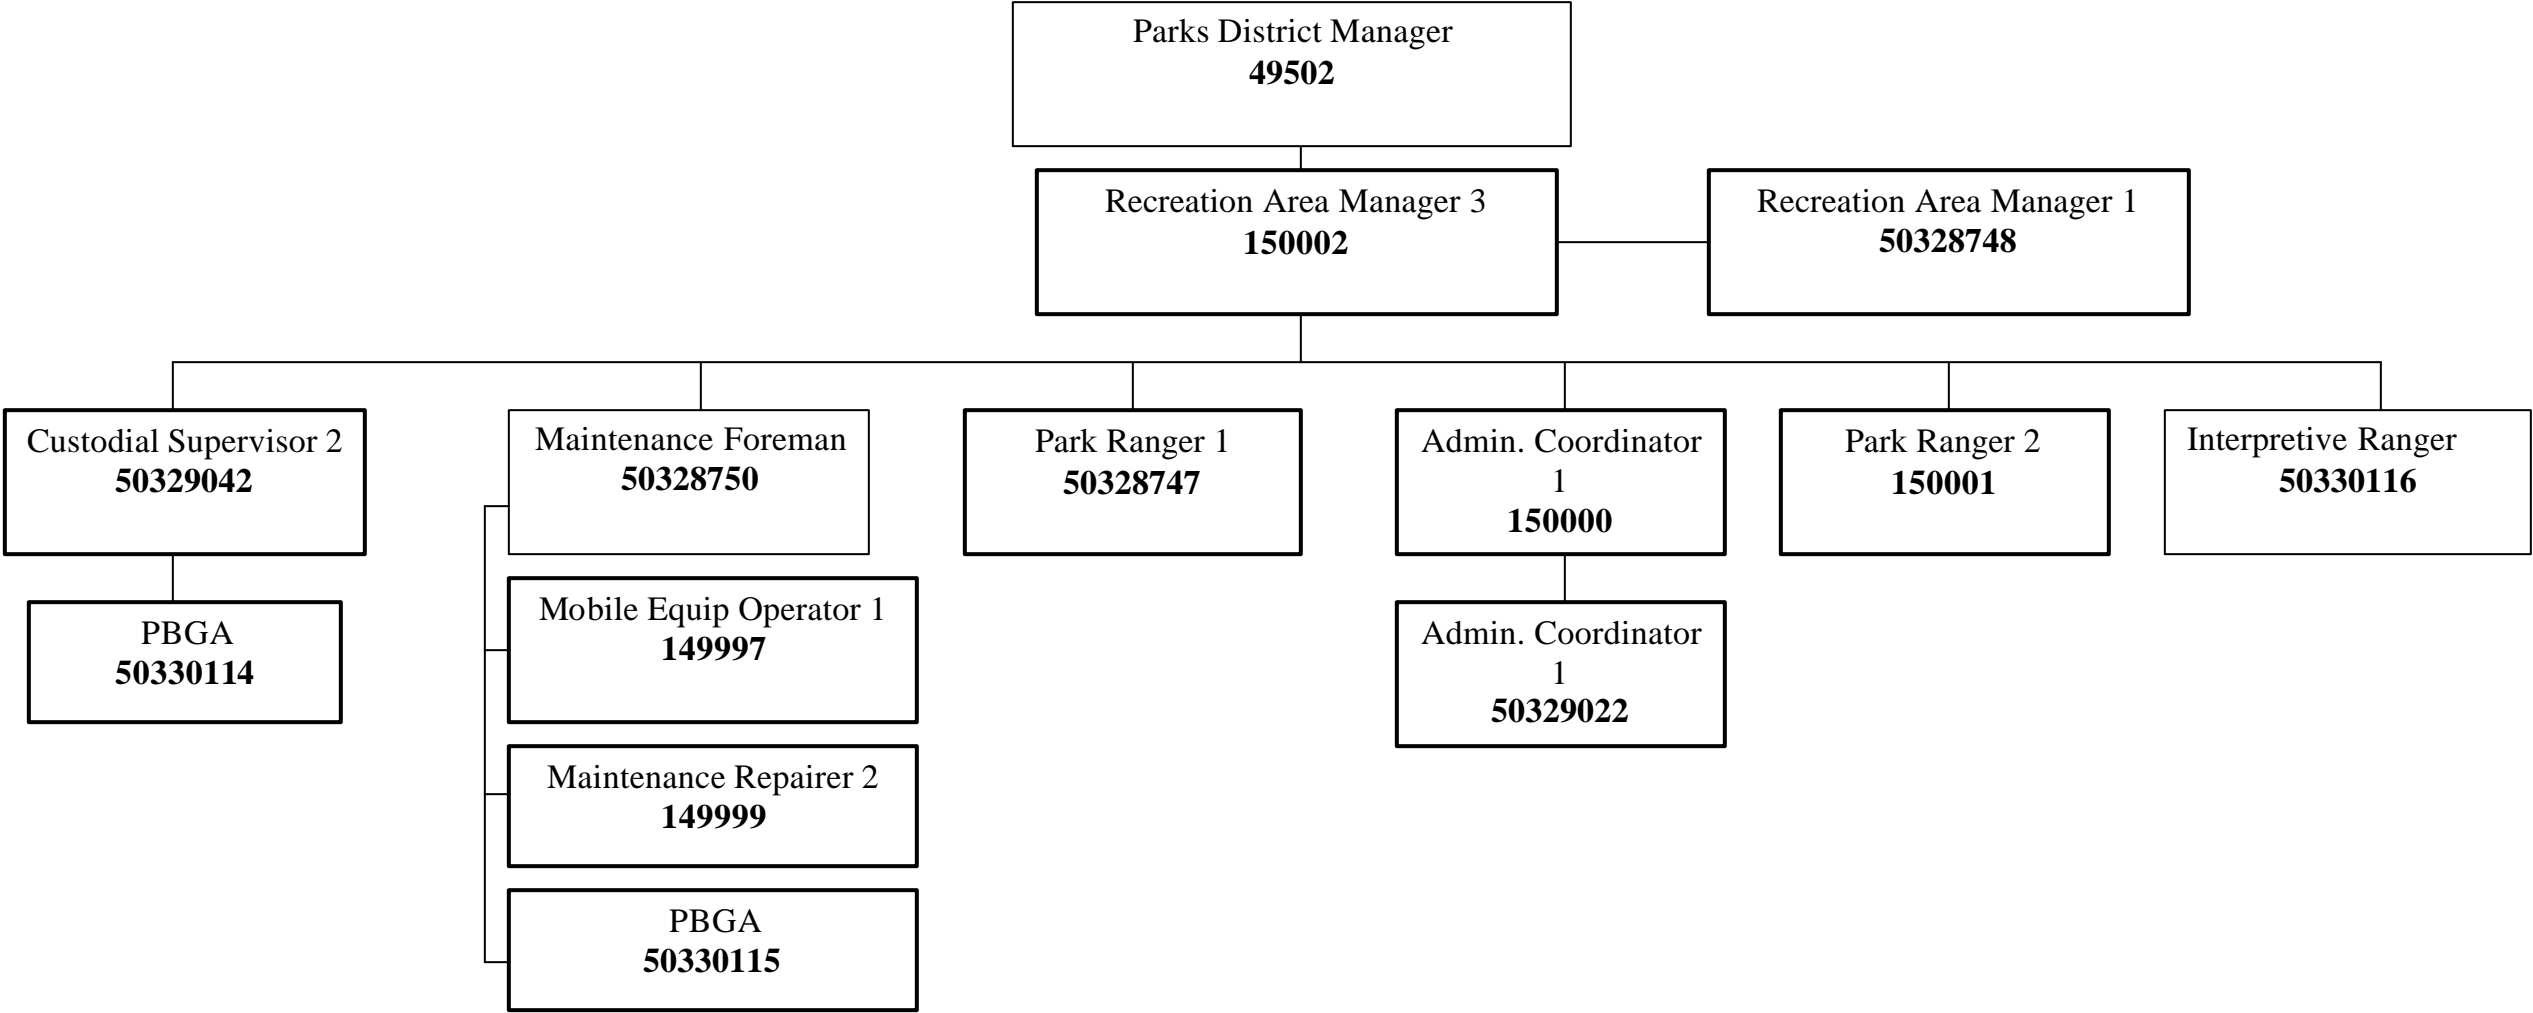 Parks District Manager
49502
Recreation Area Manager 3
150002
Recreation Area Manager 1
50328748
Custodial Supervisor 2
50329042
Maintenance Foreman
50328750
Park Ranger 1
50328747
Admin. Coordinator
1
150000
Park Ranger 2
150001
Interpretive Ranger
50330116
PBGA
50330114
Mobile Equip Operator 1
149997
Maintenance Repairer 2
149999
PBGA
50330115
Admin. Coordinator
1
50329022